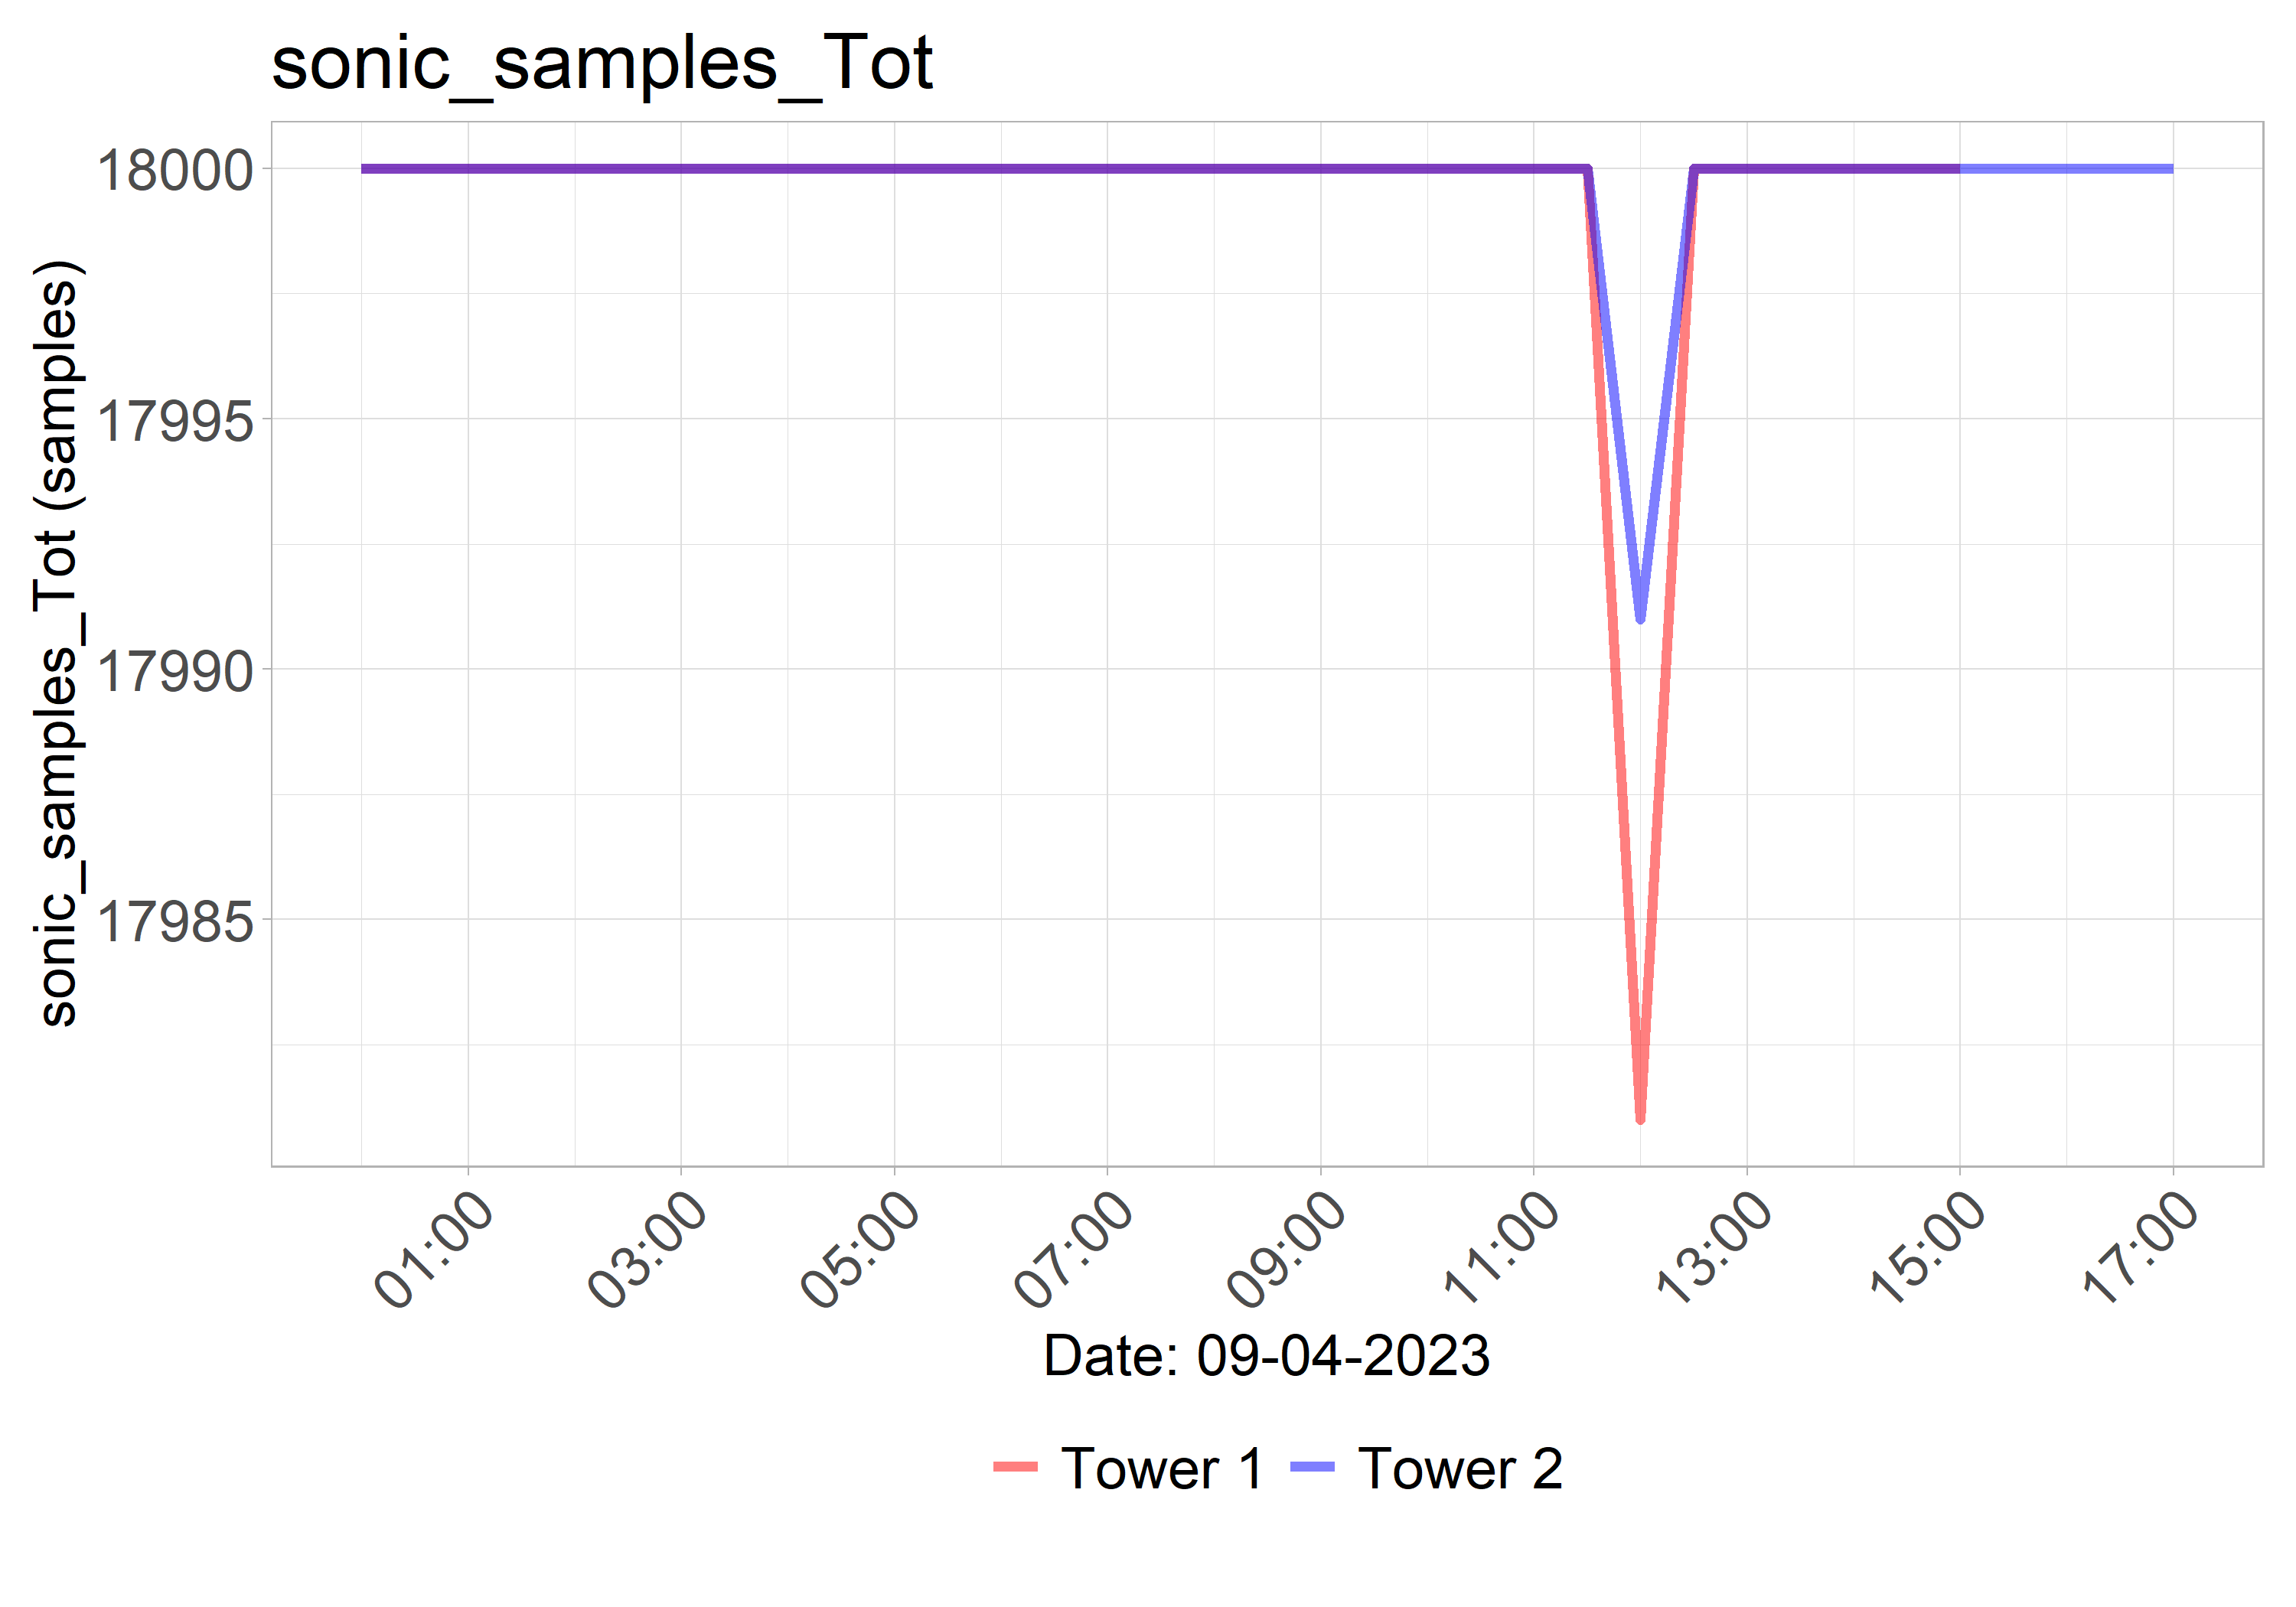 sonic_samples_Tot
sonic_samples_Tot (samples)
18000
17995
17990
17985
01:00
03:00
05:00
07:00
09:00
11:00
13:00
15:00
17:00
Date: 09-04-2023
Tower 1
Tower 2